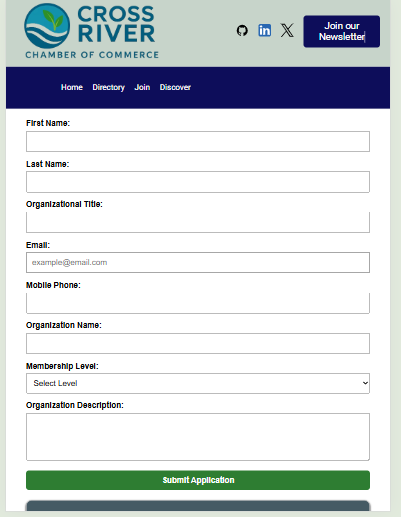 CROSS
RIVER
CHAMBER OF COMMERCE
Join our
Newsletter
Home Directory Join Discover
First Name:
Last Name:
Organizational Title:
Email:
example@email.com
Mobile Phone:
Organization Name:
Membership Level:
Select Level
Organization Description:
Submit Application